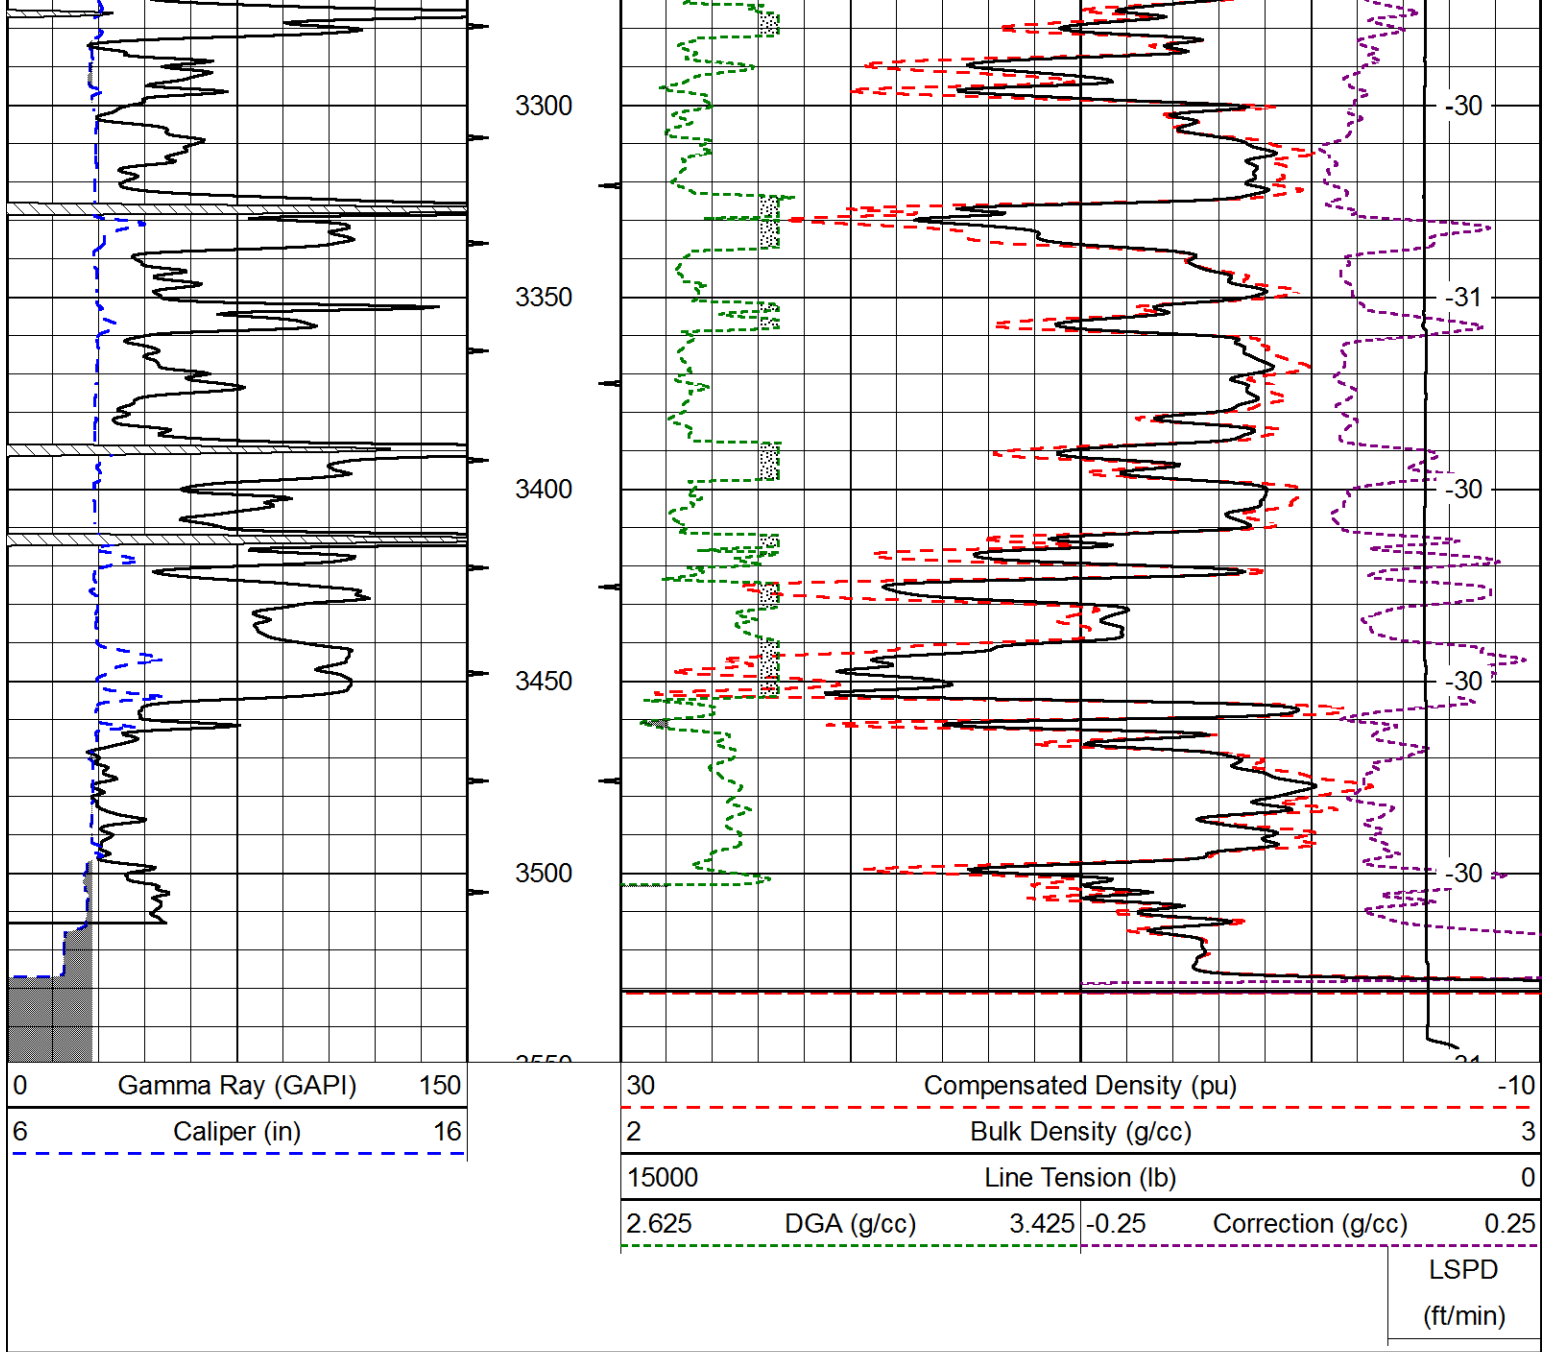 3300 -30
3350 -31
3400 -30
3450 -30
3500 -30
0 Gamma Ray (GAPI) 150
6 Caliper (in) 16
30 Compensated Density (pu) -10
2 Bulk Density (g/cc) 3
15000 Line Tension (lb) 0
2.625 DGA (g/cc) 3.425 -0.25 Correction (g/cc) 0.25
LSPD
(ft/min)